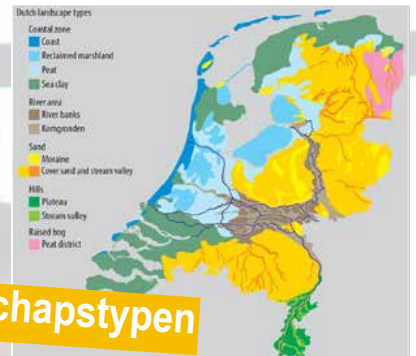 Dutch landscape types
Coastal zone
Coast
Reclaimed marshland
Peat
Sea clay
River area
River banks
Komgronden
Sand
Moraine
Cover sand and stream valley
Hills
Plateau
Stream valley
Raised bog
Peat district
chapstypen